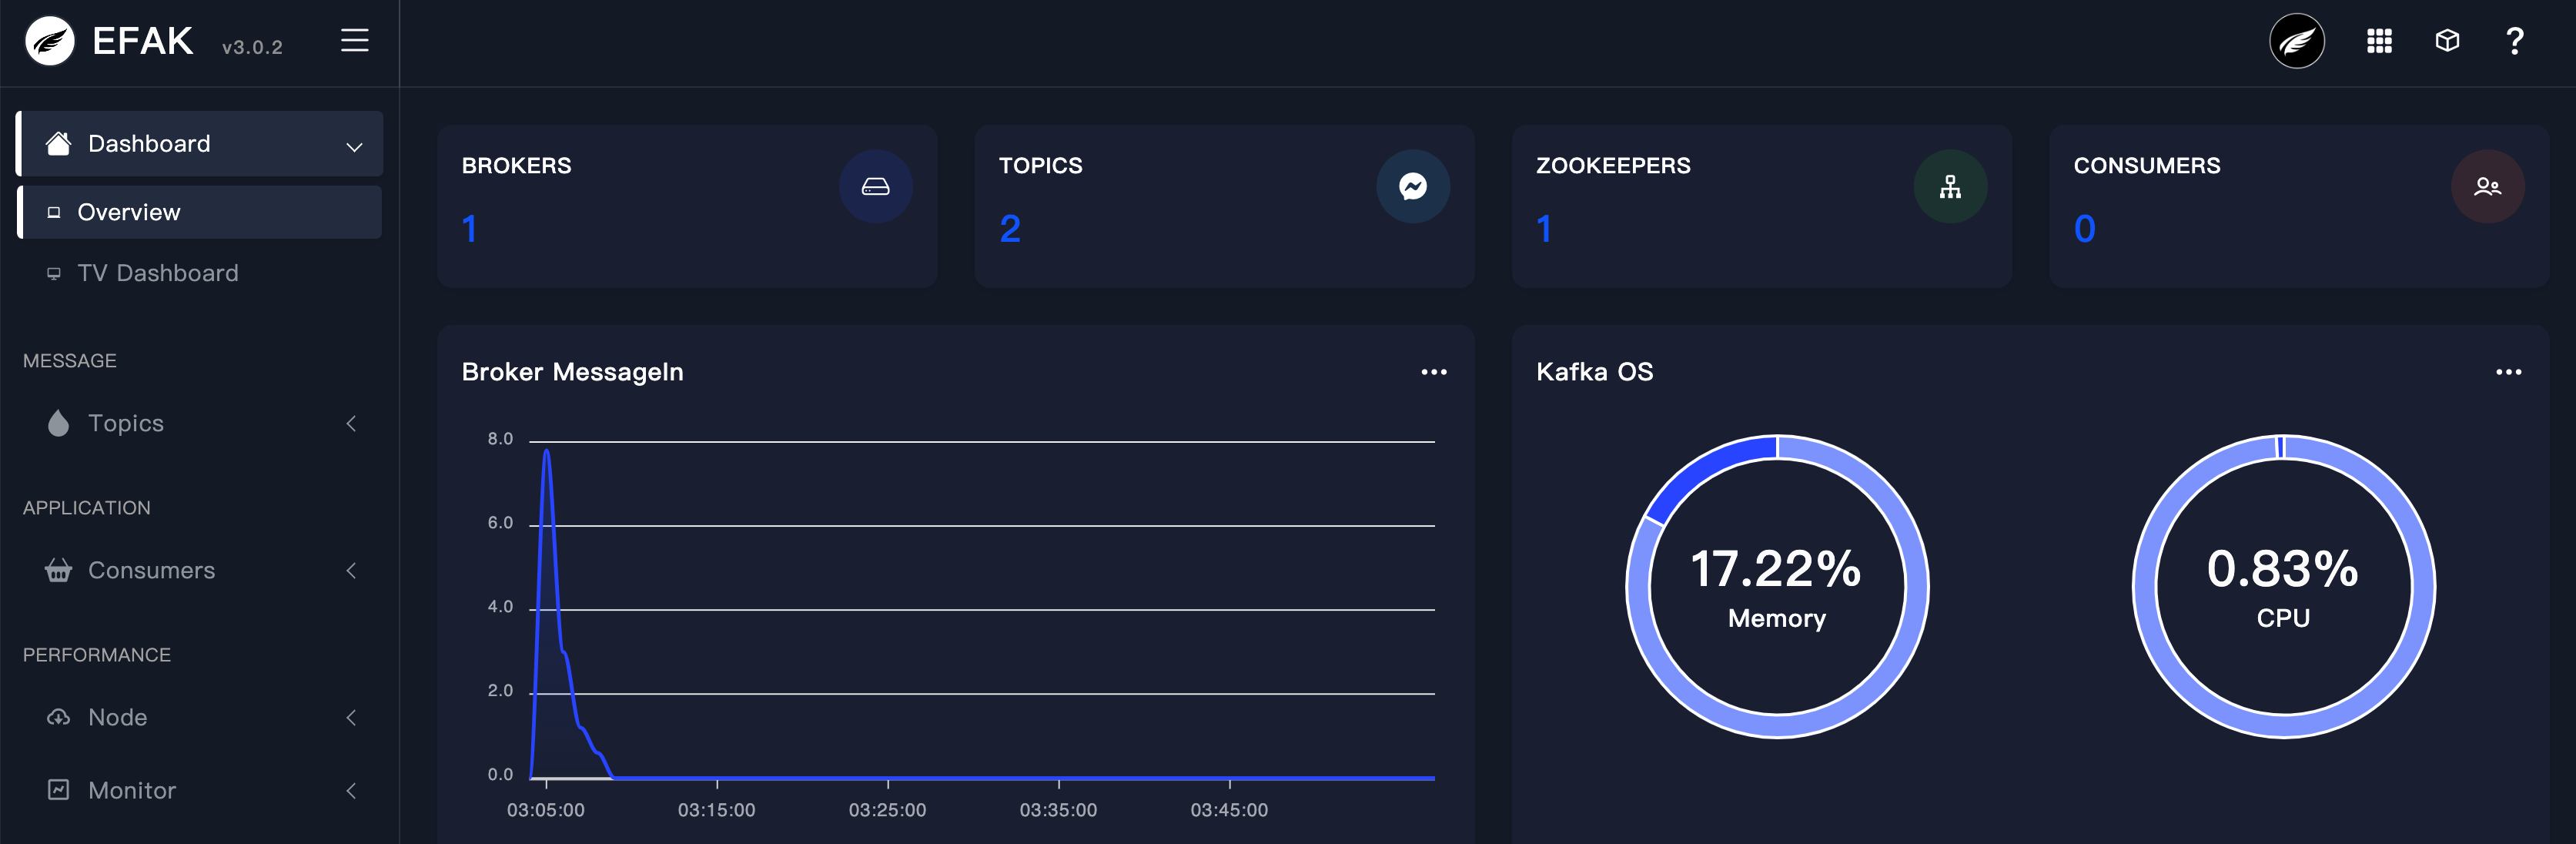 EFAK v3.0.2
Dashboard
Overview
TV Dashboard
MESSAGE
Topics
APPLICATION
Consumers
PERFORMANCE
Node
Monitor
BROKERS
1
TOPICS
2
ZOOKEEPERS
1
CONSUMERS
0
Broker MessageIn
8.0
6.0
4.0
2.0
0.0
03:05:00 03:15:00 03:25:00 03:35:00 03:45:00
Kafka OS
17.22%
Memory
0.83%
CPU